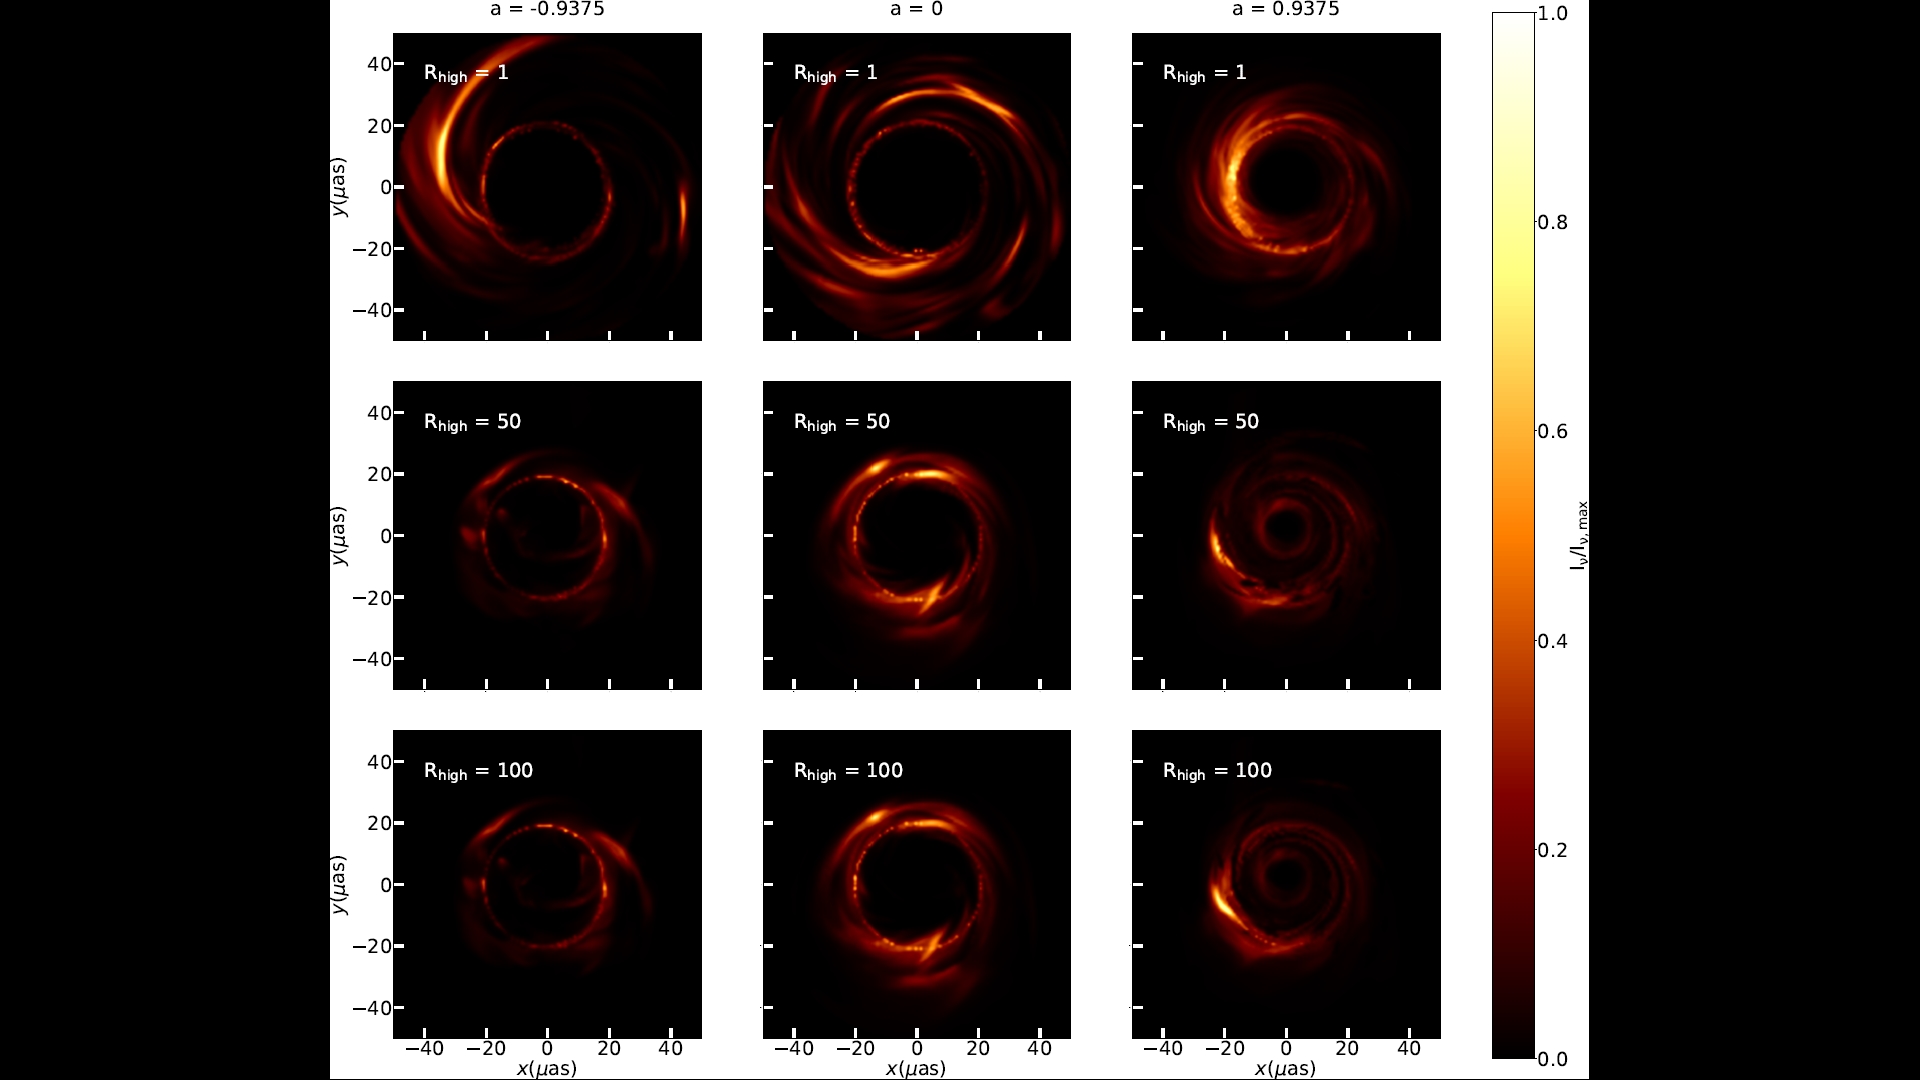 a = -0.9375 a = 0 a = 0.9375 1.0
R_high = 1 R_high = 1 R_high = 1
40
20
0
−20
−40
y(μas)
0.8
R_high = 50 R_high = 50 R_high = 50
40
20
0
−20
−40
y(μas)
0.6
I_ν/I_ν,max
0.4
R_high = 100 R_high = 100 R_high = 100
40
20
0
−20
−40
y(μas)
0.2
−40 −20 0 20 40 −40 −20 0 20 40 −40 −20 0 20 40 0.0
x(μas) x(μas) x(μas)